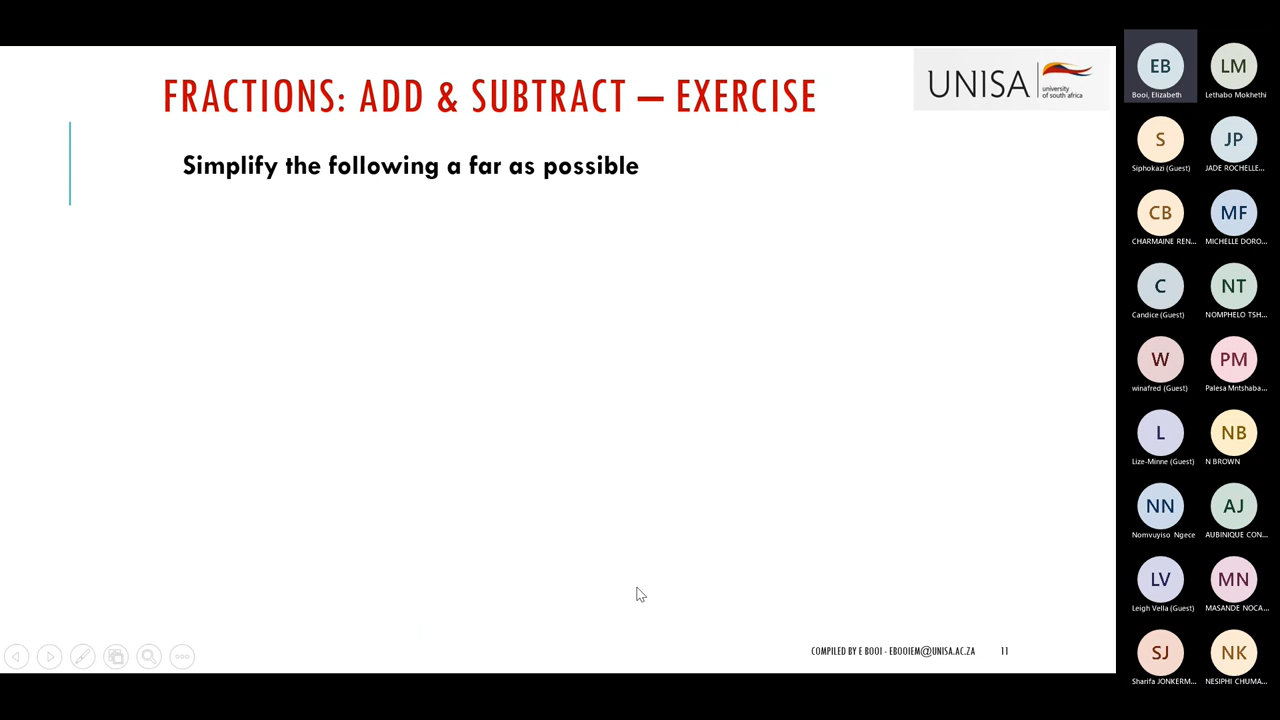 FRACTIONS: ADD & SUBTRACT – EXERCISE
UNISA
university
of south africa
Simplify the following a far as possible
COMPILED BY E BOOI - EBOOIEM@UNISA.AC.ZA
11
EB
Booi, Elizabeth
LM
Lethabo Mokhethi
S
Siphokazi (Guest)
JP
JADE ROCHELLE...
CB
CHARMAINE REN...
MF
MICHELLE DORO...
C
Candice (Guest)
NT
NOMPHELO TSH...
W
winafred (Guest)
PM
Palesa Mntshaba...
L
Lize-Minne (Guest)
NB
N BROWN
NN
Nomvuyiso Ngece
AJ
AUBINIQUE CON...
LV
Leigh Vella (Guest)
MN
MASANDE NOCA...
SJ
Sharifa JONKERM...
NK
NESIPHI CHUMA...